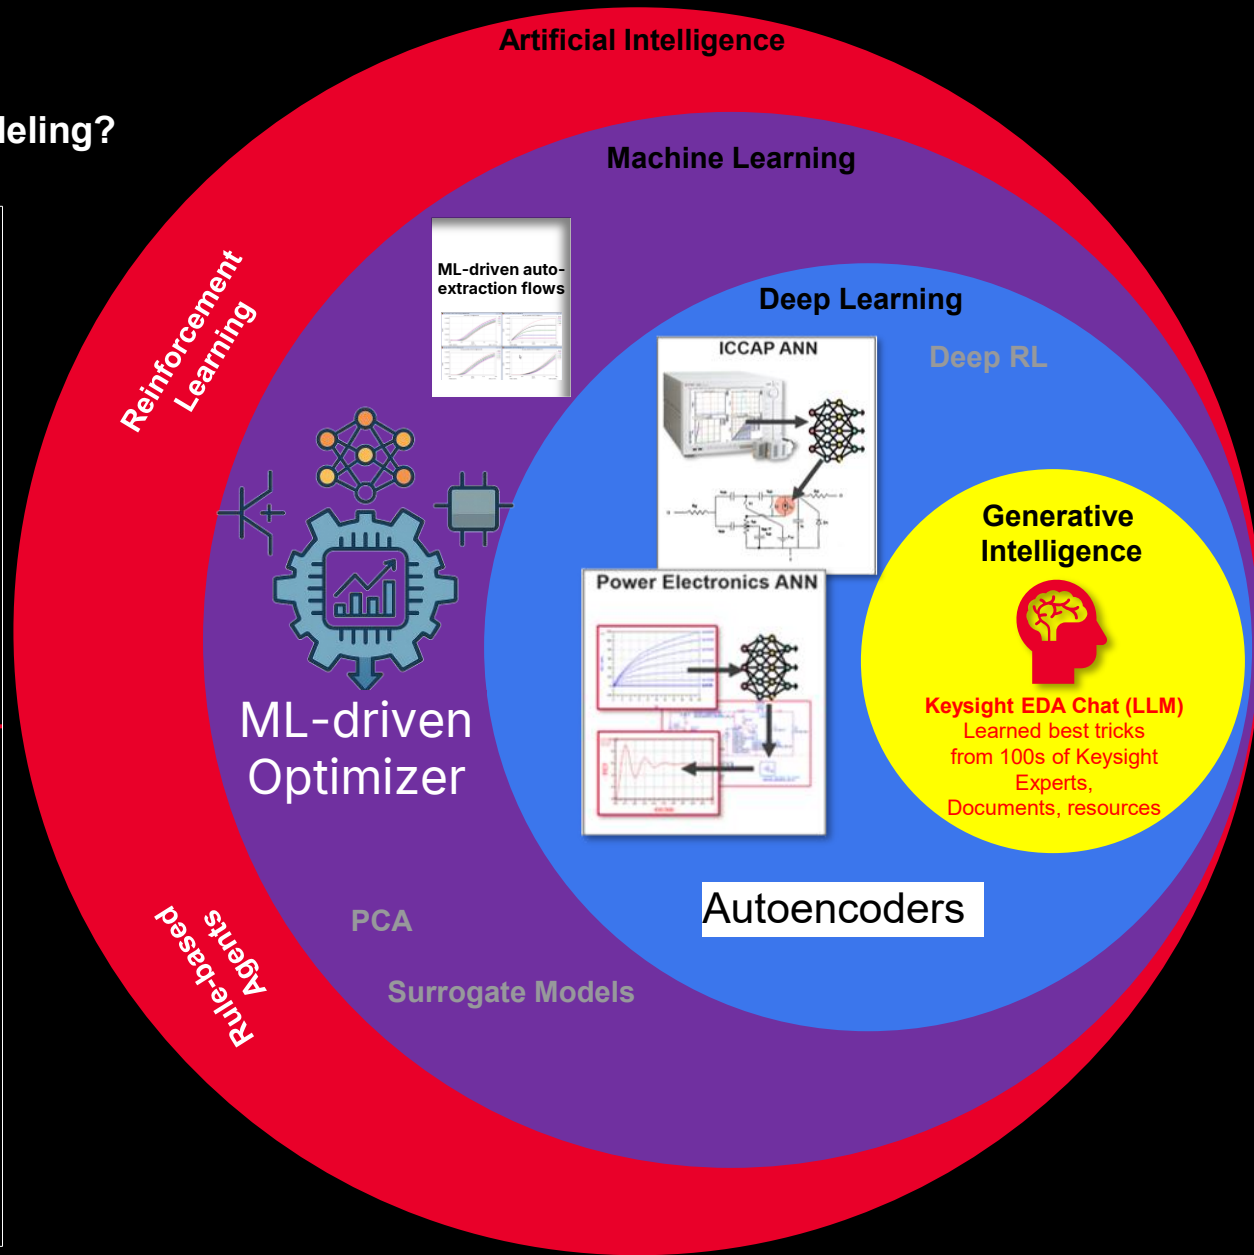 Artificial Intelligence
deling?
Machine Learning
ML-driven auto-
extraction flows
Reinforcement
Learning
Deep Learning
Deep RL
ICCAP ANN
Generative
Intelligence
Power Electronics ANN
Keysight EDA Chat (LLM)
Learned best tricks
from 100s of Keysight
Experts,
Documents, resources
ML-driven
Optimizer
Autoencoders
PCA
Surrogate Models
Rule-based
Agents